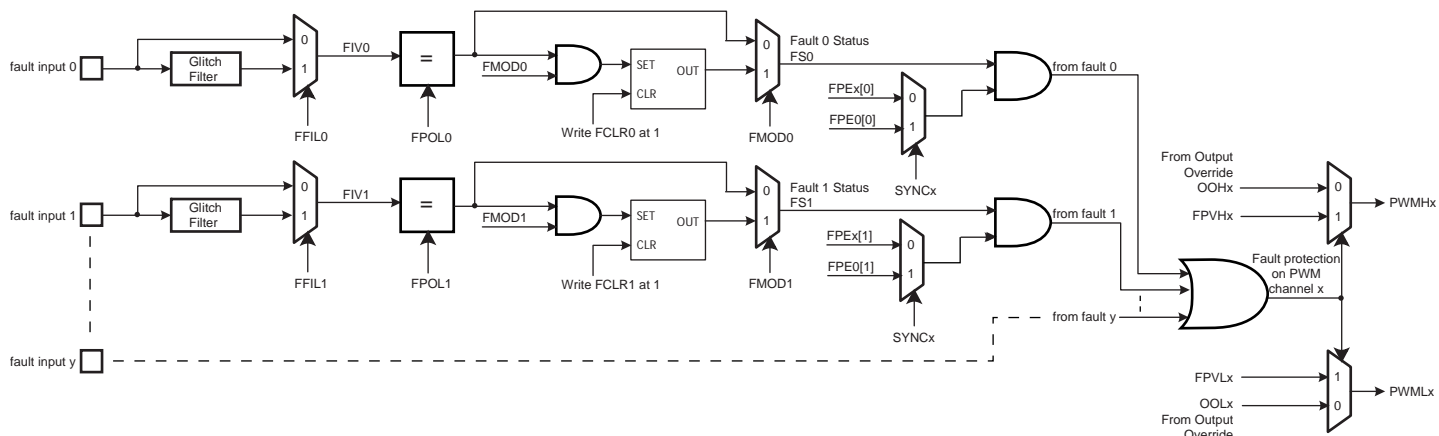 fault input 0
Glitch
Filter
0
1
FFIL0
FIV0
=
FPOL0
FMOD0
SET
OUT
CLR
Write FCLR0 at 1
0
1
FMOD0
Fault 0 Status
FS0
FPEx[0]
FPE0[0]
0
1
SYNCx
from fault 0
fault input 1
Glitch
Filter
0
1
FFIL1
FIV1
=
FPOL1
FMOD1
SET
OUT
CLR
Write FCLR1 at 1
0
1
FMOD1
Fault 1 Status
FS1
FPEx[1]
FPE0[1]
0
1
SYNCx
from fault 1
fault input y
from fault y
From Output
Override
OOHx
FPVHx
0
1
PWMHx
Fault protection
on PWM
channel x
FPVLx
OOLx
From Output
Override
1
0
PWMLx